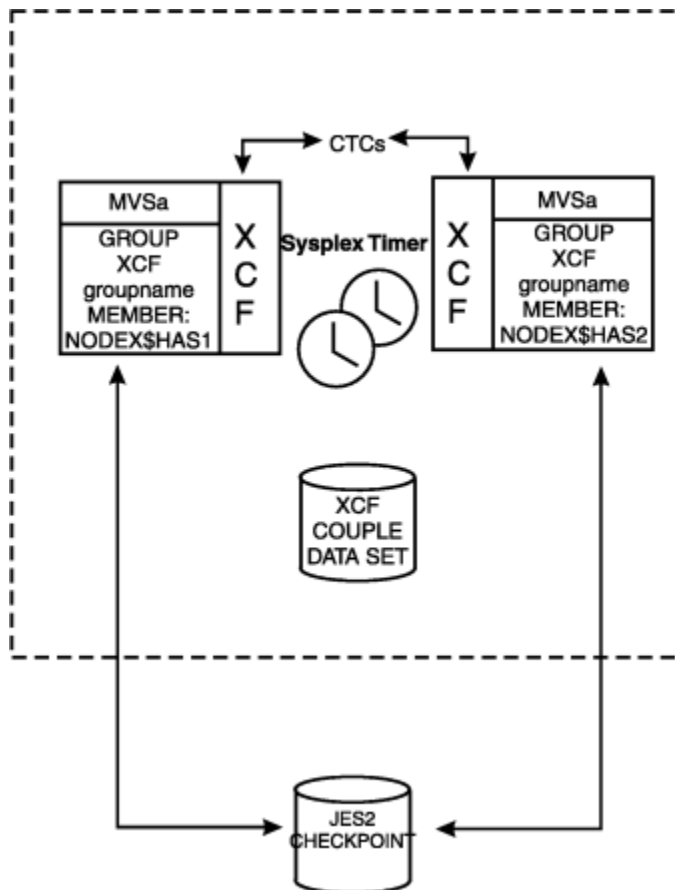 CTCs
MVSa
GROUP
XCF
groupname
MEMBER:
NODEX$HAS1
X
C
F
Sysplex Timer
X
C
F
MVSa
GROUP
XCF
groupname
MEMBER:
NODEX$HAS2
XCF
COUPLE
DATA SET
JES2
CHECKPOINT